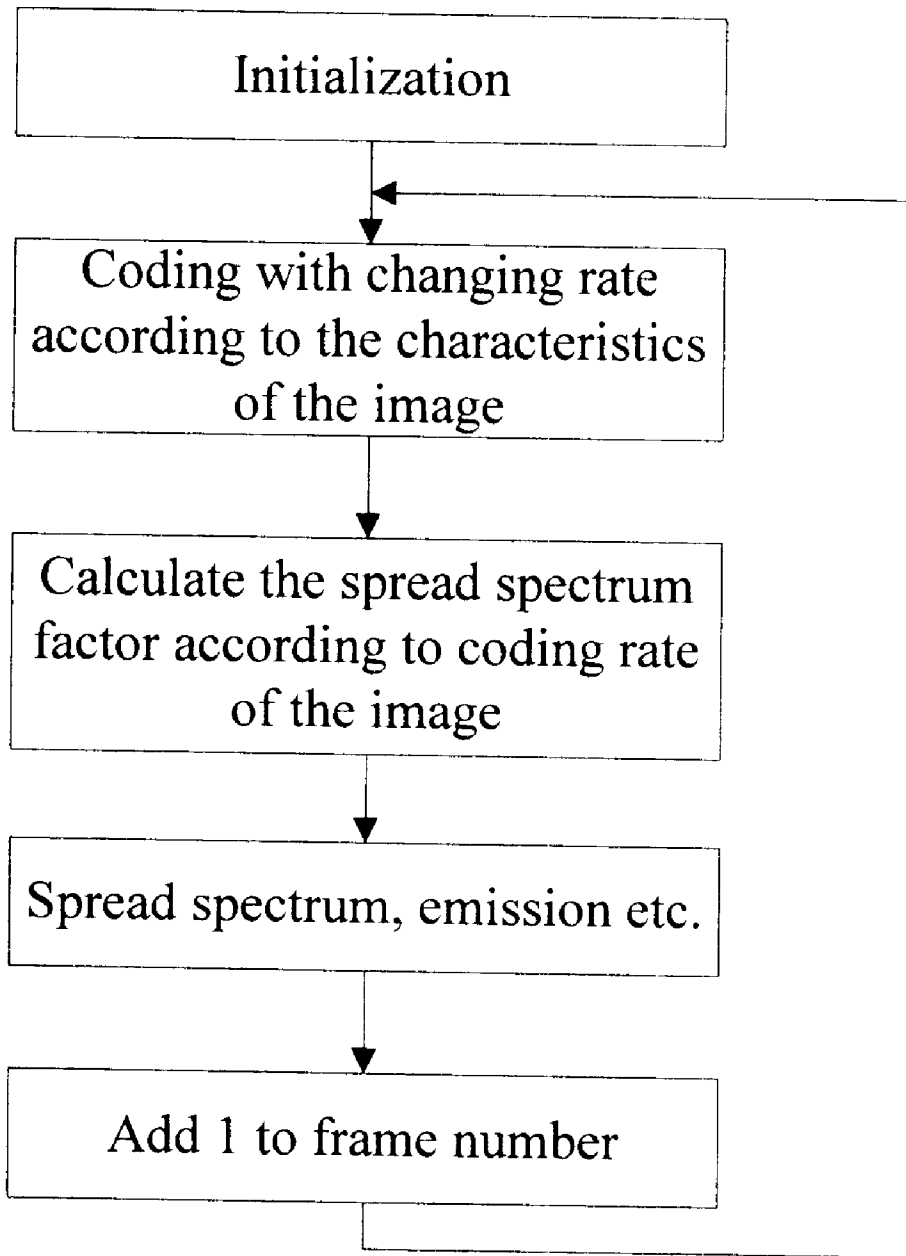 Initialization
Coding with changing rate
according to the characteristics
of the image
Calculate the spread spectrum
factor according to coding rate
of the image
Spread spectrum, emission etc.
Add 1 to frame number